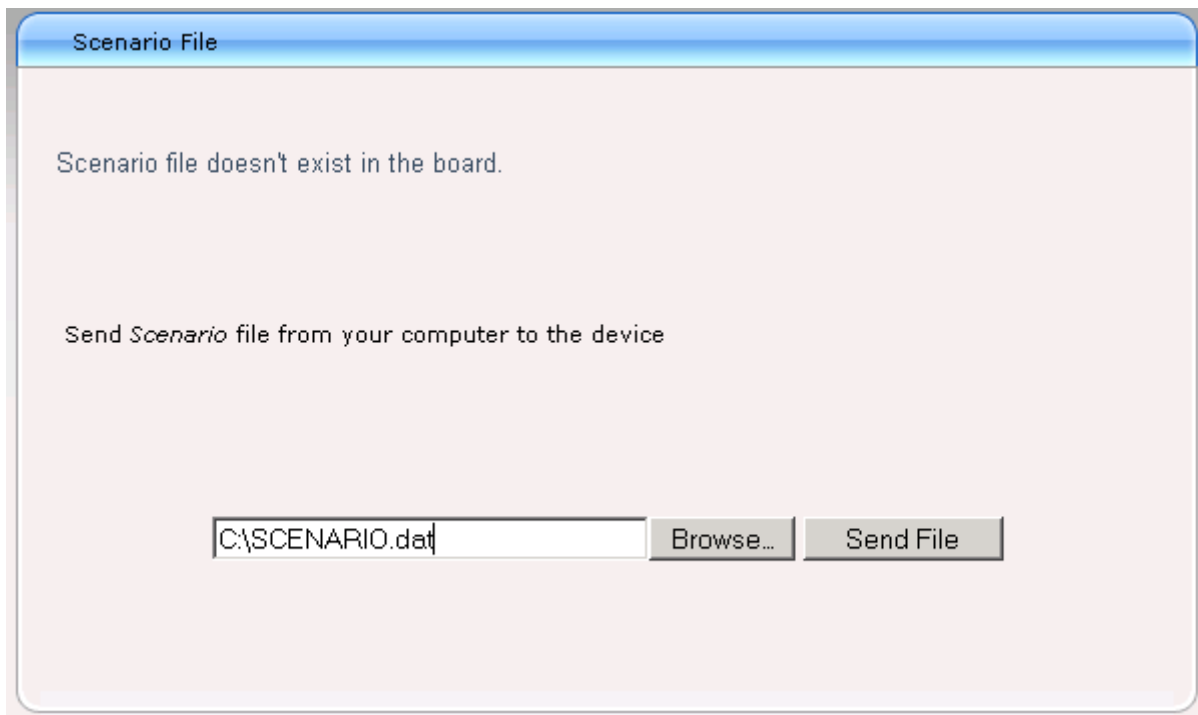 Scenario File
Scenario file doesn't exist in the board.
Send Scenario file from your computer to the device
C:\SCENARIO.dat Browse... Send File